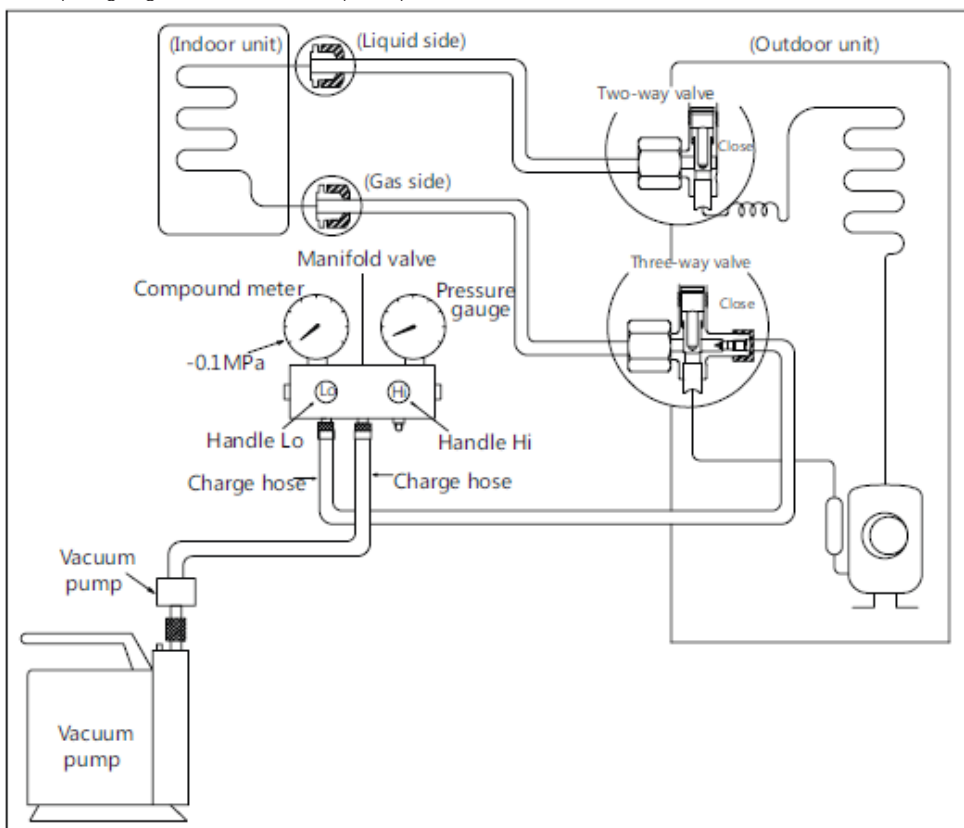 (Indoor unit)
(Liquid side)
(Outdoor unit)
Two-way valve
Close
(Gas side)
Manifold valve
Three-way valve
Compound meter
Pressure
gauge
Close
-0.1MPa
Lo
Hi
Handle Lo
Handle Hi
Charge hose
Charge hose
Vacuum
pump
Vacuum
pump